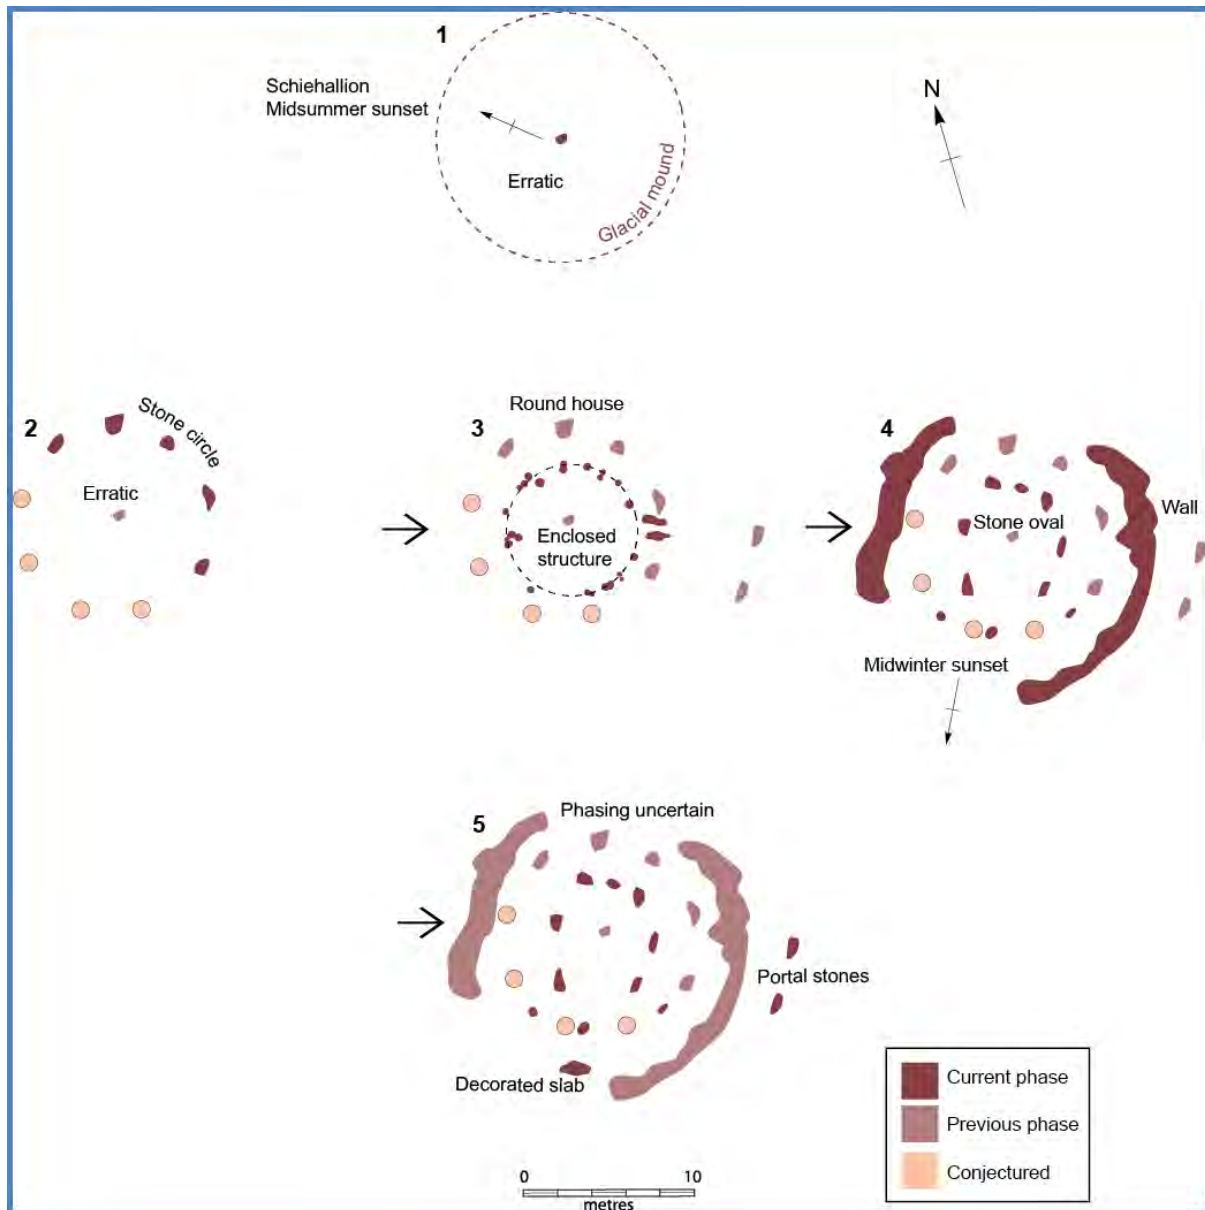 1
Schiehallion
Midsummer sunset
Erratic
Glacial mound
N
2
Stone circle
Erratic
3
Round house
Enclosed
structure
4
Stone oval
Wall
Midwinter sunset
5
Phasing uncertain
Portal stones
Decorated slab
Current phase
Previous phase
Conjectured
0 10
metres